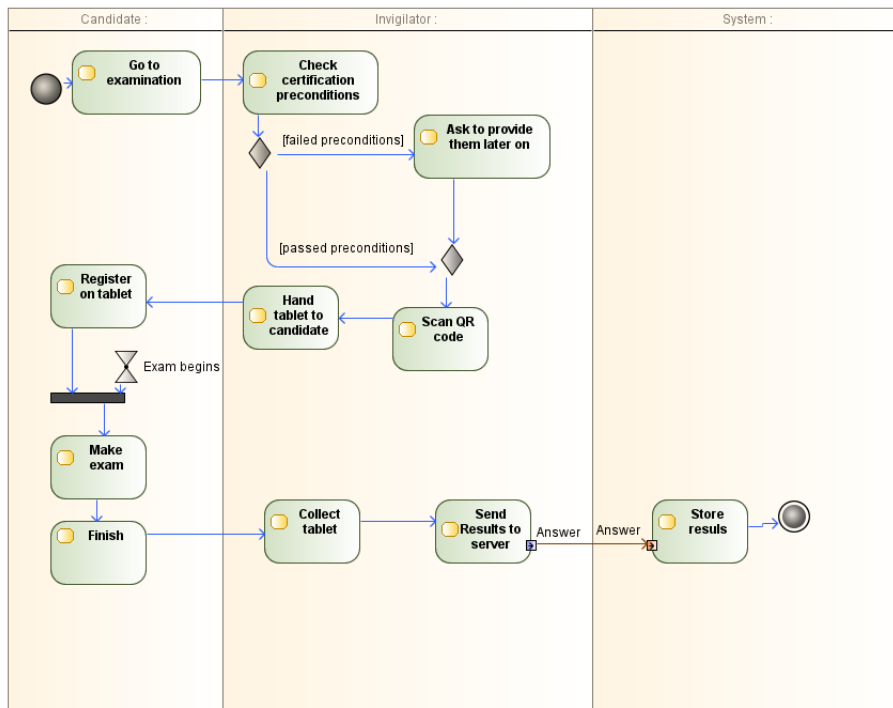 Candidate :
Invigilator :
System :
Go to
examination
Check
certification
preconditions
[failed preconditions]
Ask to provide
them later on
[passed preconditions]
Register
on tablet
Hand
tablet to
candidate
Scan QR
code
Exam begins
Make
exam
Finish
Collect
tablet
Send
Results to
server
Answer
Answer
Store
resuls